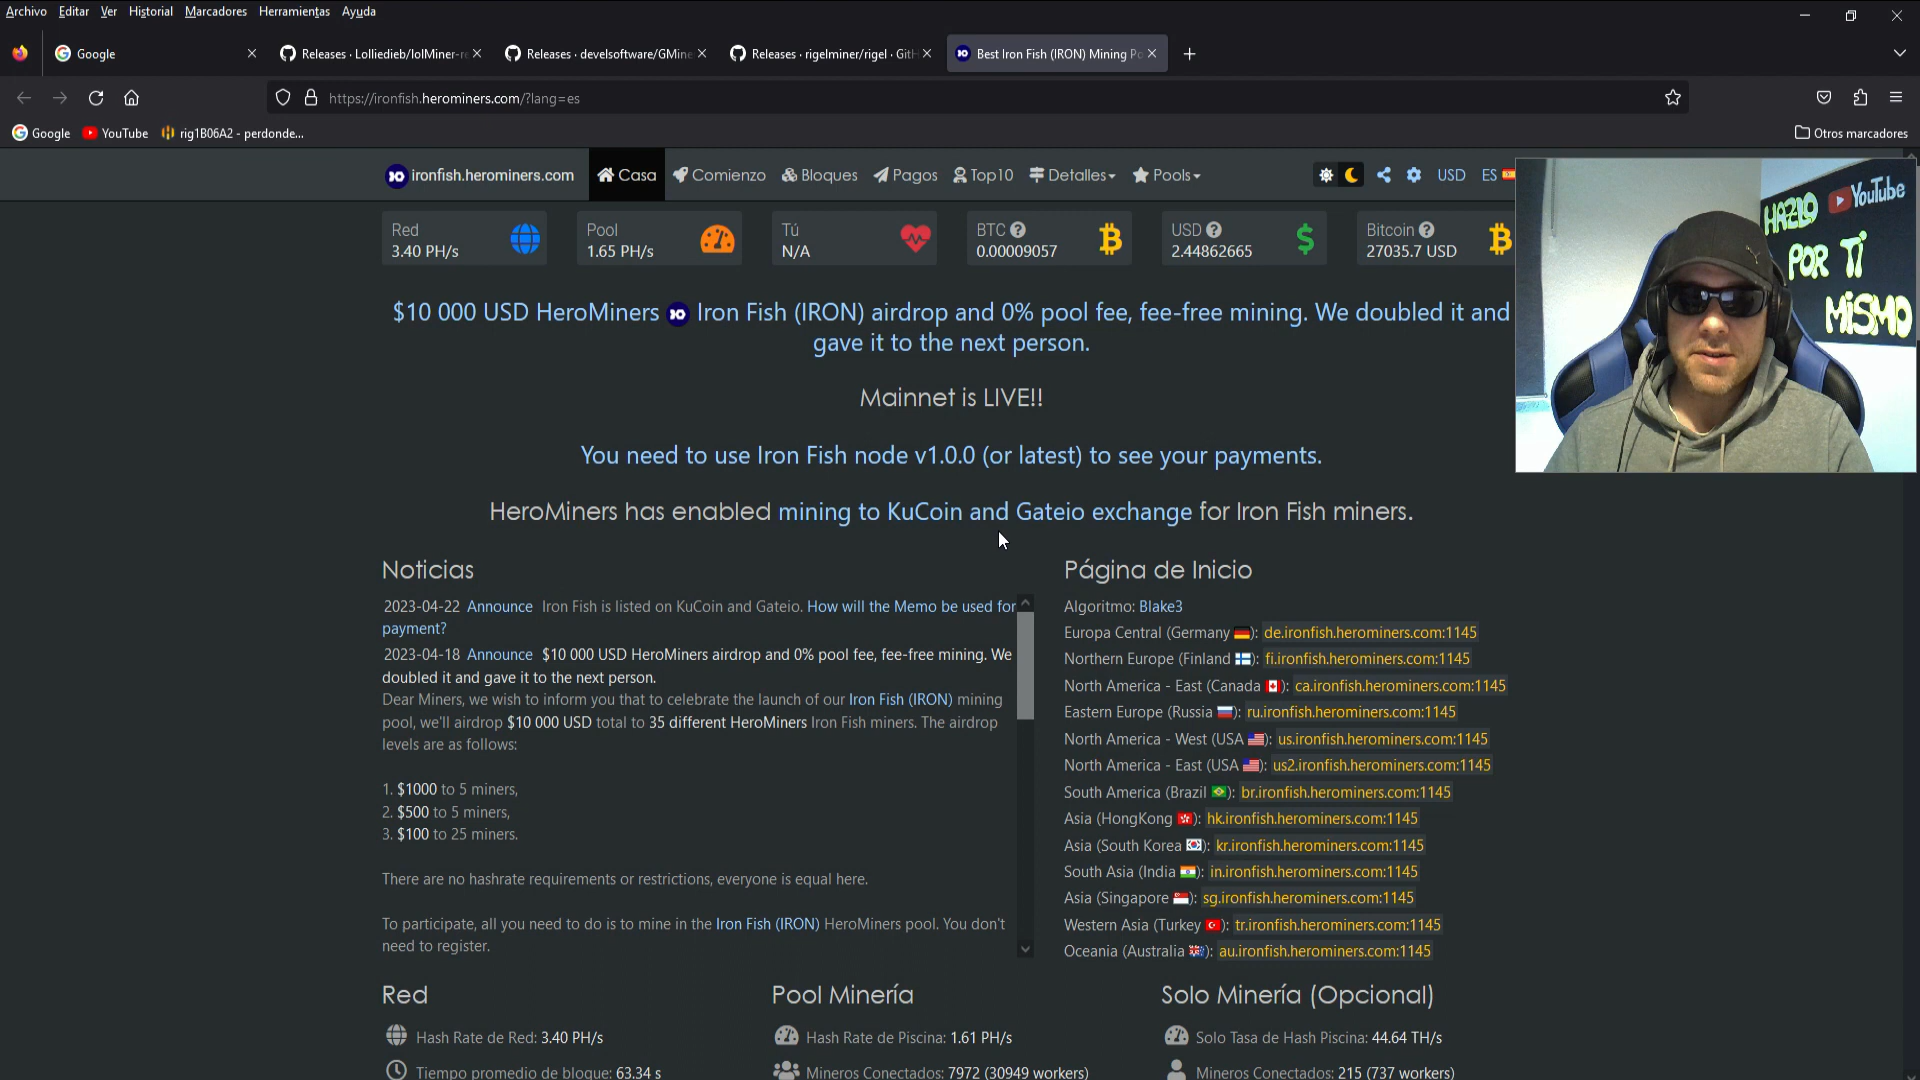 Archivo Editar Ver Historial Marcadores Herramientas Ayuda
Google
Releases · Lolliedieb/lolMiner-re
Releases · develsoftware/GMine
Releases · rigelminer/rigel · GitH
Best Iron Fish (IRON) Mining Po
https://ironfish.herominers.com/?lang=es
Google YouTube rig1B06A2 - perdonde... Otros marcadores
ironfish.herominers.com Casa Comienzo Bloques Pagos Top10 Detalles Pools USD ES
Red
3.40 PH/s
Pool
1.65 PH/s
Tú
N/A
BTC
0.00009057
USD
2.44862665
Bitcoin
27035.7 USD
YouTube
HAZLO
POR TI
MISMO
$10 000 USD HeroMiners Iron Fish (IRON) airdrop and 0% pool fee, fee-free mining. We doubled it and
gave it to the next person.
Mainnet is LIVE!!
You need to use Iron Fish node v1.0.0 (or latest) to see your payments.
HeroMiners has enabled mining to KuCoin and Gateio exchange for Iron Fish miners.
Noticias
2023-04-22 Announce Iron Fish is listed on KuCoin and Gateio. How will the Memo be used for
payment?
2023-04-18 Announce $10 000 USD HeroMiners airdrop and 0% pool fee, fee-free mining. We
doubled it and gave it to the next person.
Dear Miners, we wish to inform you that to celebrate the launch of our Iron Fish (IRON) mining
pool, we'll airdrop $10 000 USD total to 35 different HeroMiners Iron Fish miners. The airdrop
levels are as follows:
1. $1000 to 5 miners,
2. $500 to 5 miners,
3. $100 to 25 miners.
There are no hashrate requirements or restrictions, everyone is equal here.
To participate, all you need to do is to mine in the Iron Fish (IRON) HeroMiners pool. You don't
need to register.
Página de Inicio
Algoritmo: Blake3
Europa Central (Germany ): de.ironfish.herominers.com:1145
Northern Europe (Finland ): fi.ironfish.herominers.com:1145
North America - East (Canada ): ca.ironfish.herominers.com:1145
Eastern Europe (Russia ): ru.ironfish.herominers.com:1145
North America - West (USA ): us.ironfish.herominers.com:1145
North America - East (USA ): us2.ironfish.herominers.com:1145
South America (Brazil ): br.ironfish.herominers.com:1145
Asia (HongKong ): hk.ironfish.herominers.com:1145
Asia (South Korea ): kr.ironfish.herominers.com:1145
South Asia (India ): in.ironfish.herominers.com:1145
Asia (Singapore ): sg.ironfish.herominers.com:1145
Western Asia (Turkey ): tr.ironfish.herominers.com:1145
Oceania (Australia ): au.ironfish.herominers.com:1145
Red
Hash Rate de Red: 3.40 PH/s
Tiempo promedio de bloque: 63.34 s
Pool Minería
Hash Rate de Piscina: 1.61 PH/s
Mineros Conectados: 7972 (30949 workers)
Solo Minería (Opcional)
Solo Tasa de Hash Piscina: 44.64 TH/s
Mineros Conectados: 215 (737 workers)